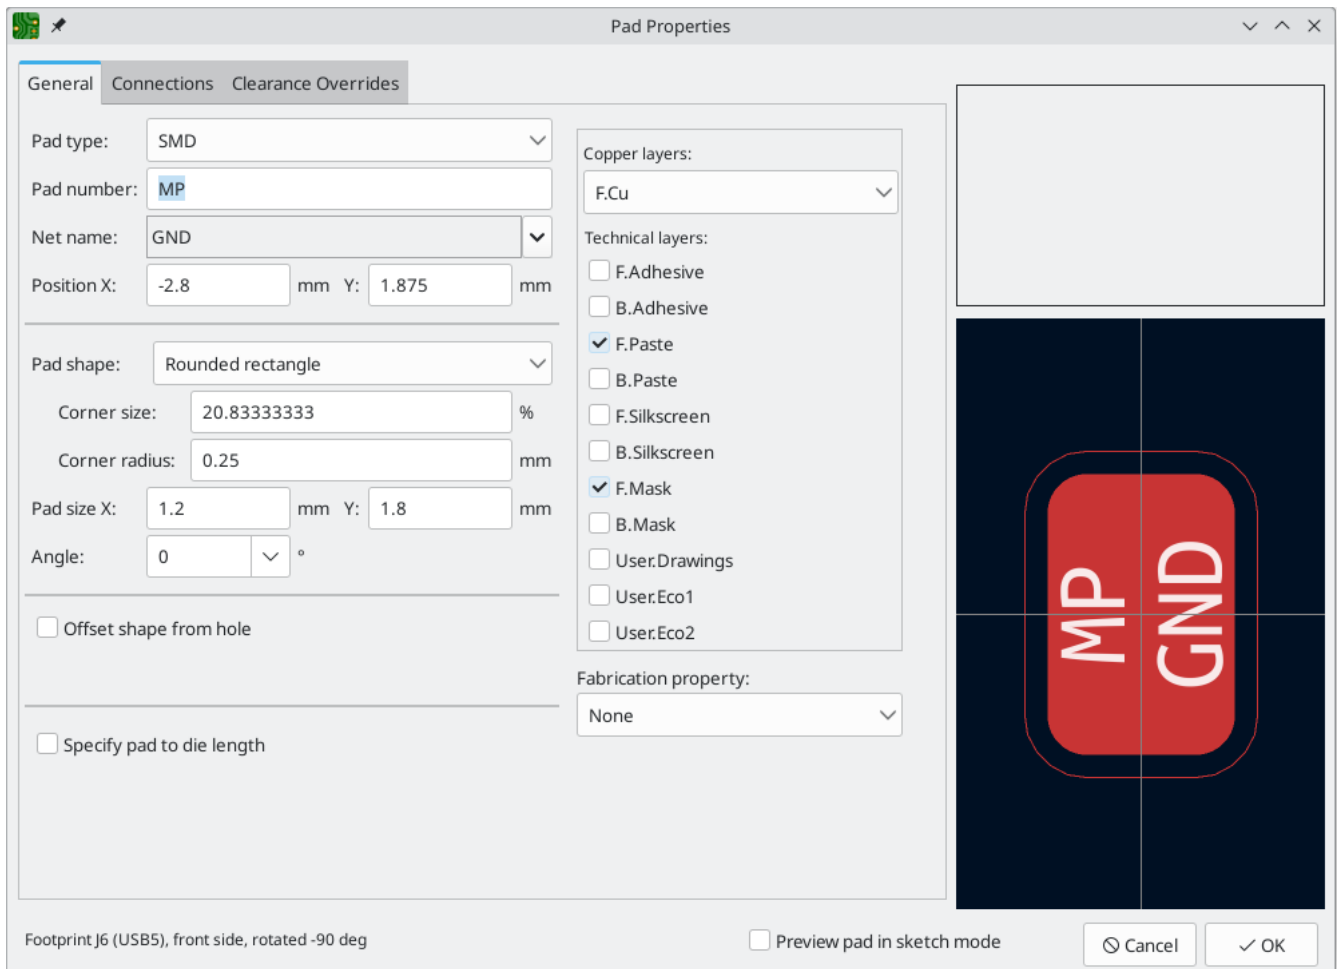 Pad Properties
General Connections Clearance Overrides
Pad type: SMD
Pad number: MP
Net name: GND
Position X: -2.8 mm Y: 1.875 mm
Pad shape: Rounded rectangle
Corner size: 20.83333333 %
Corner radius: 0.25 mm
Pad size X: 1.2 mm Y: 1.8 mm
Angle: 0 °
Offset shape from hole
Specify pad to die length
Copper layers:
F.Cu
Technical layers:
F.Adhesive
B.Adhesive
F.Paste
B.Paste
F.Silkscreen
B.Silkscreen
F.Mask
B.Mask
User.Drawings
User.Eco1
User.Eco2
Fabrication property:
None
MP
GND
Footprint J6 (USB5), front side, rotated -90 deg
Preview pad in sketch mode
Cancel
OK